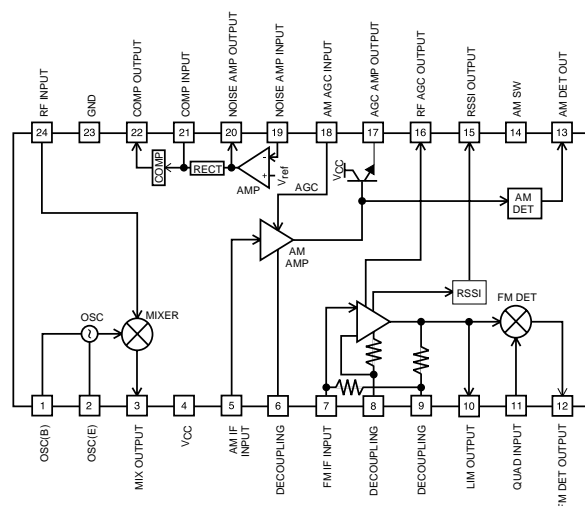 RF INPUT
GND
COMP OUTPUT
COMP INPUT
NOISE AMP OUTPUT
NOISE AMP INPUT
AM AGC INPUT
AGC AMP OUTPUT
RF AGC OUTPUT
RSSI OUTPUT
AM SW
AM DET OUT
24
23
22
21
20
19
18
17
16
15
14
13
COMP
RECT
-
+
AMP
Vref
AGC
VCC
AM
DET
AM
AMP
RSSI
FM DET
OSC
~
MIXER
1
2
3
4
5
6
7
8
9
10
11
12
OSC(B)
OSC(E)
MIX OUTPUT
VCC
AM IF
INPUT
DECOUPLING
FM IF INPUT
DECOUPLING
DECOUPLING
LIM OUTPUT
QUAD INPUT
FM DET OUTPUT